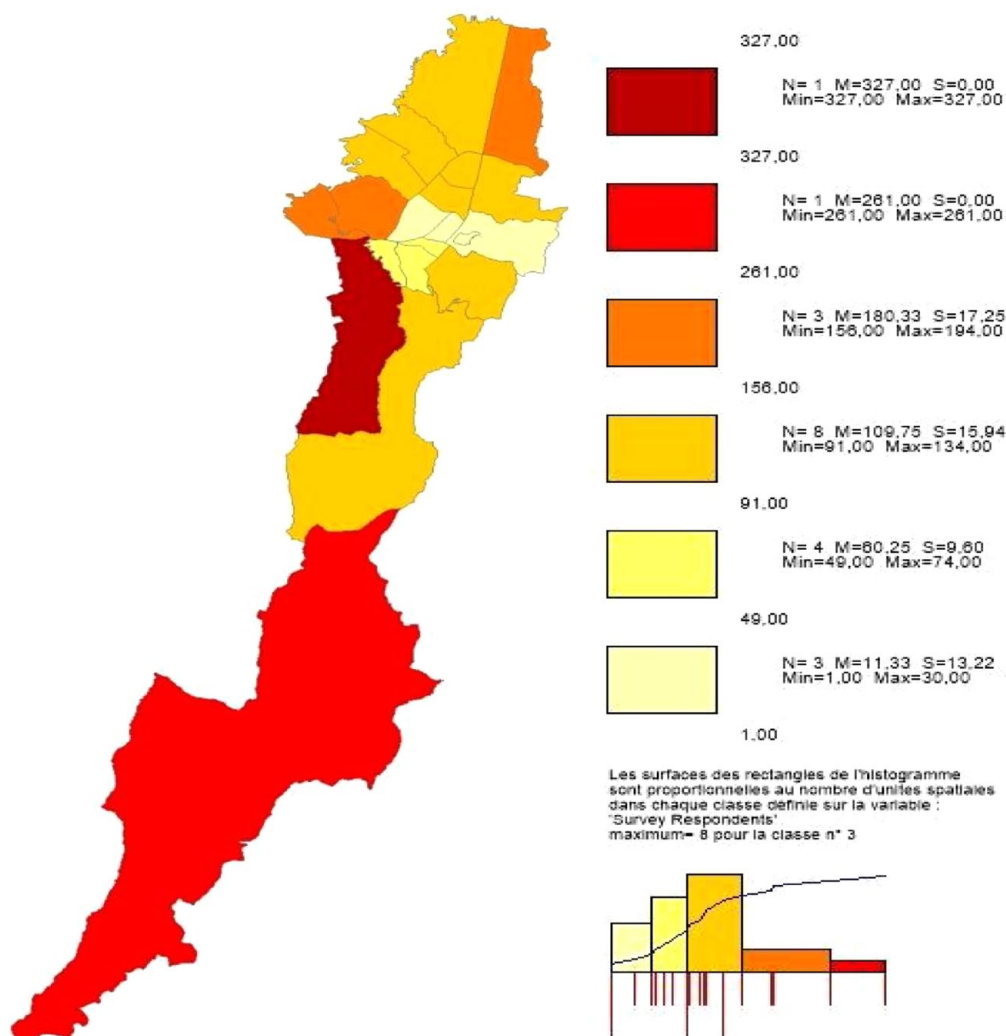 327,00
N= 1 M=327,00 S=0,00
Min=327,00 Max=327,00
327,00
N= 1 M=261,00 S=0,00
Min=261,00 Max=261,00
261,00
N= 3 M=180,33 S=17,25
Min=156,00 Max=194,00
156,00
N= 8 M=109,75 S=15,94
Min=91,00 Max=134,00
91,00
N= 4 M=60,25 S=9,60
Min=49,00 Max=74,00
49,00
N= 3 M=11,33 S=13,22
Min=1,00 Max=30,00
1,00
Les surfaces des rectangles de l'histogramme
sont proportionnelles au nombre d'unites spatiales
dans chaque classe définie sur la variable :
'Survey Respondents'
maximum= 8 pour la classe n° 3